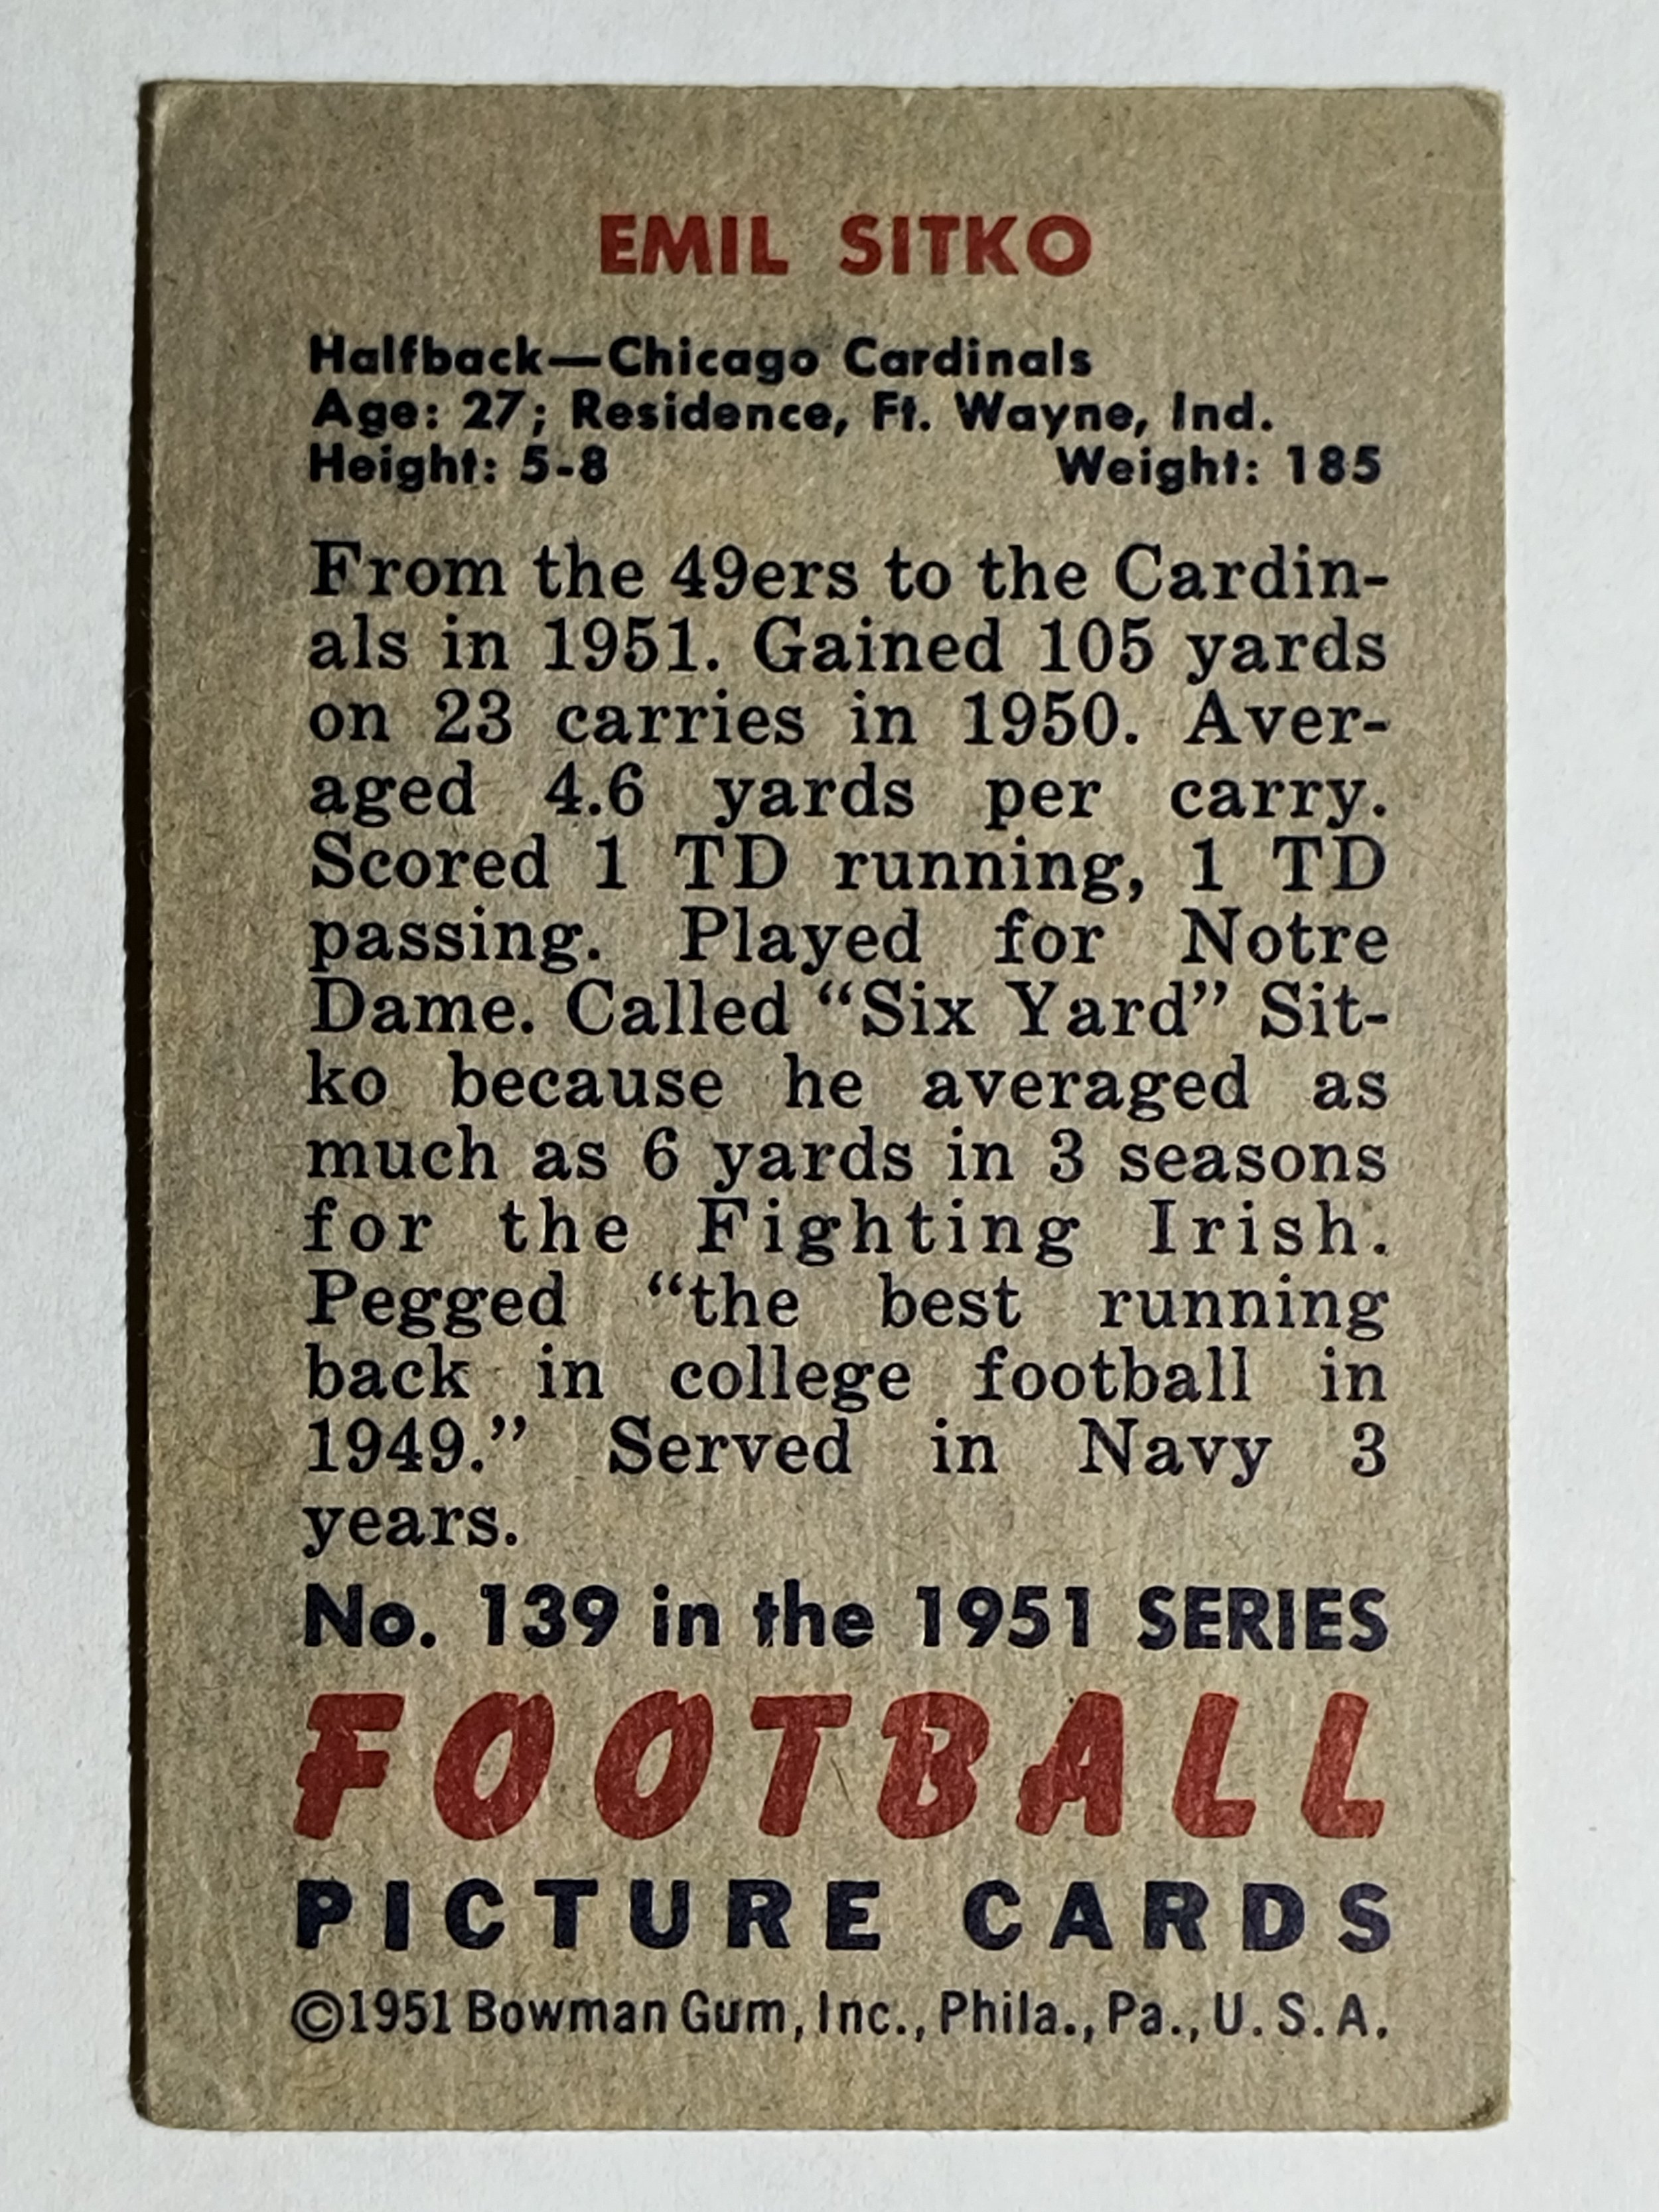 EMIL SITKO
Halfback—Chicago Cardinals
Age: 27; Residence, Ft. Wayne, Ind.
Height: 5-8 Weight: 185
From the 49ers to the Cardin-
als in 1951. Gained 105 yards
on 23 carries in 1950. Aver-
aged 4.6 yards per carry.
Scored 1 TD running, 1 TD
passing. Played for Notre
Dame. Called “Six Yard” Sit-
ko because he averaged as
much as 6 yards in 3 seasons
for the Fighting Irish.
Pegged “the best running
back in college football in
1949.” Served in Navy 3
years.
No. 139 in the 1951 SERIES
FOOTBALL
PICTURE CARDS
©1951 Bowman Gum, Inc., Phila., Pa., U. S. A.